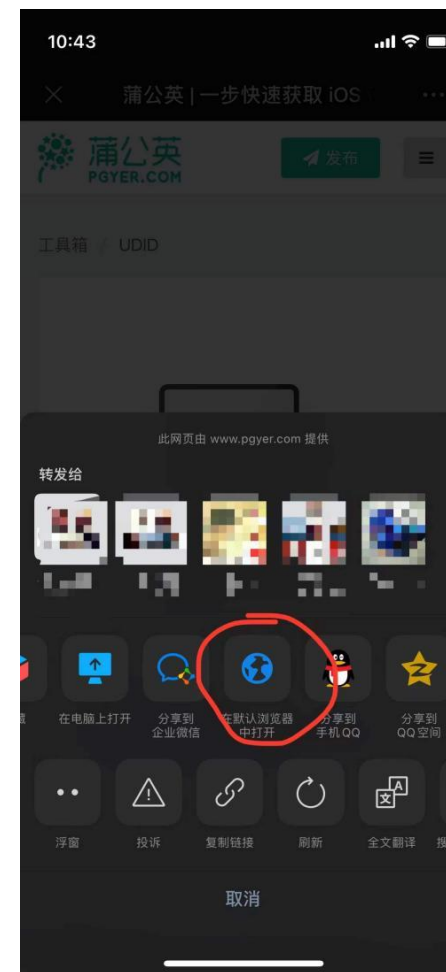 10:43
蒲公英 | 一步快速获取 iOS
蒲公英
PGYER.COM
发布
工具箱 / UDID
此网页由 www.pgyer.com 提供
转发给
在电脑上打开
分享到
企业微信
在默认浏览器
中打开
分享到
手机 QQ
分享到
QQ 空间
浮窗
投诉
复制链接
刷新
全文翻译
取消